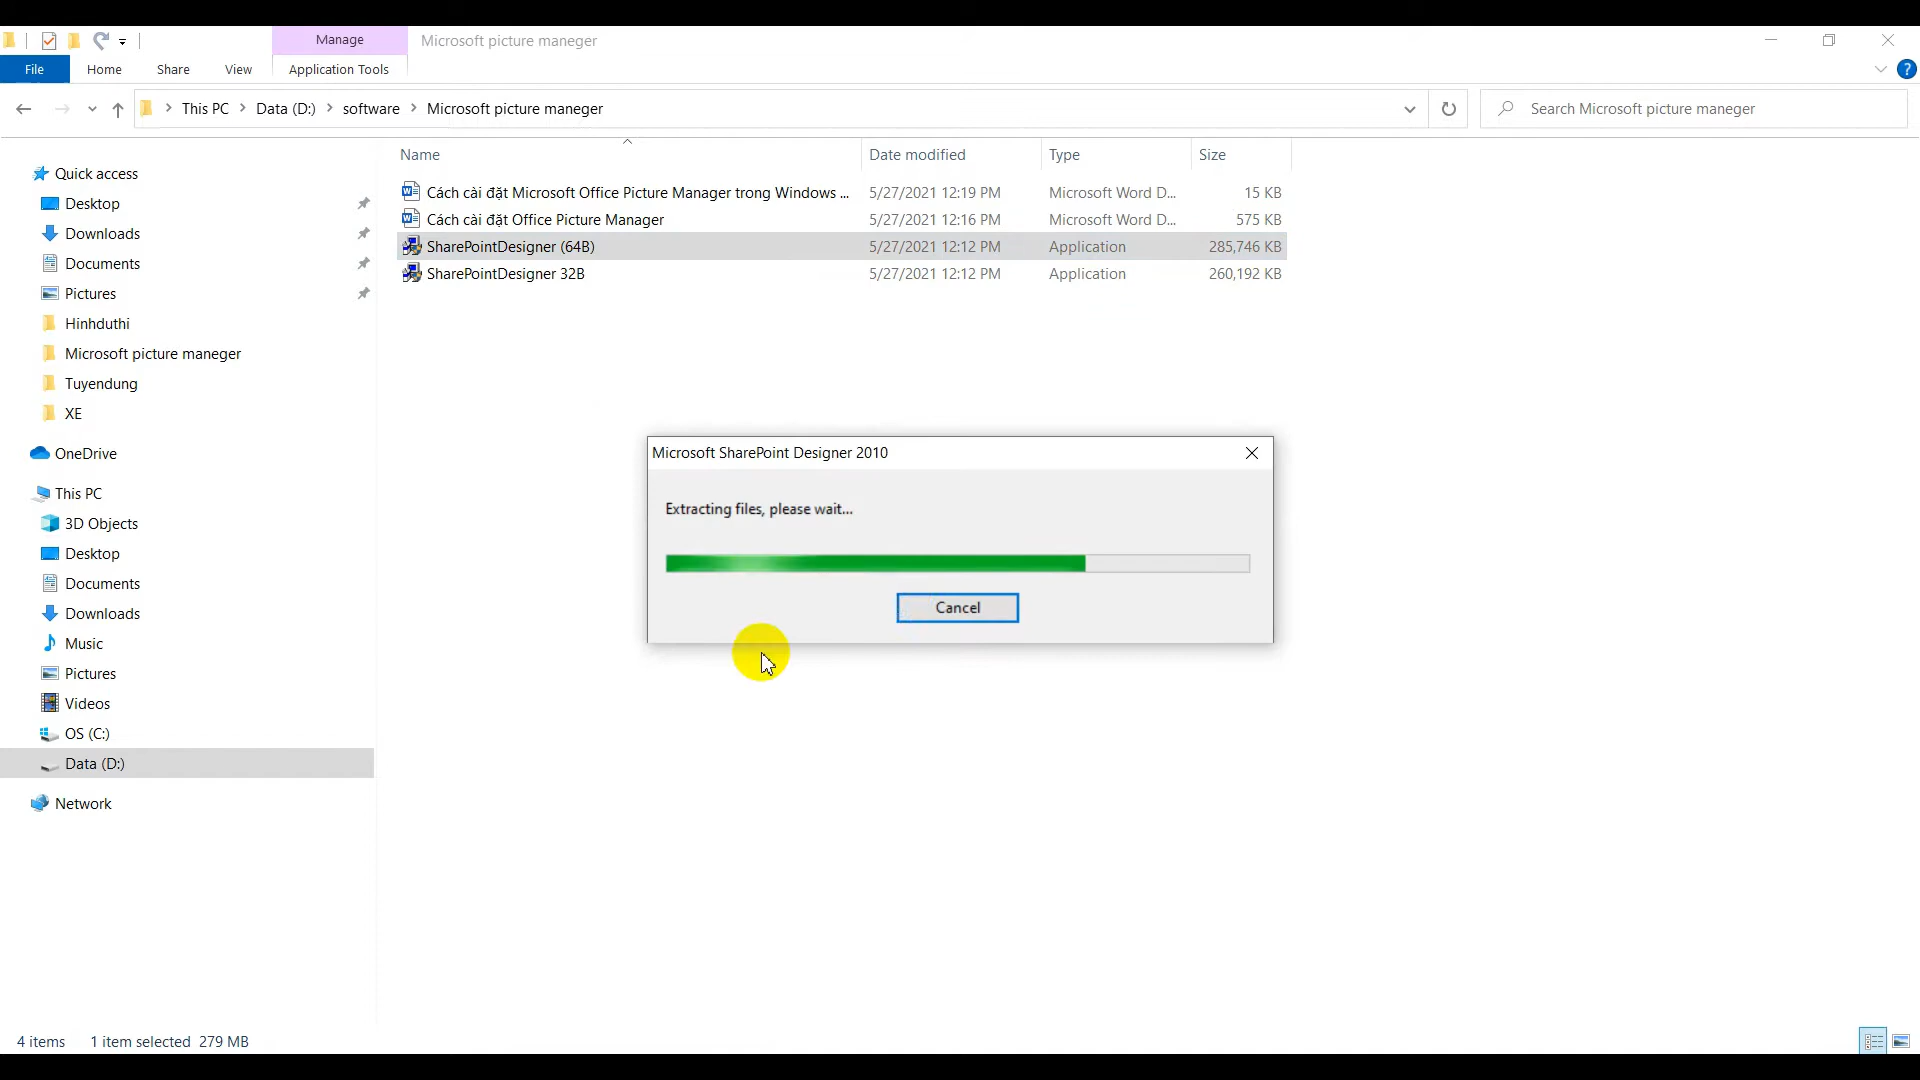 Manage
Microsoft picture maneger
File
Home
Share
View
Application Tools
This PC
Data (D:)
software
Microsoft picture maneger
Search Microsoft picture maneger
Name
Date modified
Type
Size
Cách cài đặt Microsoft Office Picture Manager trong Windows ...
5/27/2021 12:19 PM
Microsoft Word D...
15 KB
Cách cài đặt Office Picture Manager
5/27/2021 12:16 PM
Microsoft Word D...
575 KB
SharePointDesigner (64B)
5/27/2021 12:12 PM
Application
285,746 KB
SharePointDesigner 32B
5/27/2021 12:12 PM
Application
260,192 KB
Quick access
Desktop
Downloads
Documents
Pictures
Hinhduthi
Microsoft picture maneger
Tuyendung
XE
OneDrive
This PC
3D Objects
Desktop
Documents
Downloads
Music
Pictures
Videos
OS (C:)
Data (D:)
Network
Microsoft SharePoint Designer 2010
Extracting files, please wait...
Cancel
4 items
1 item selected 279 MB